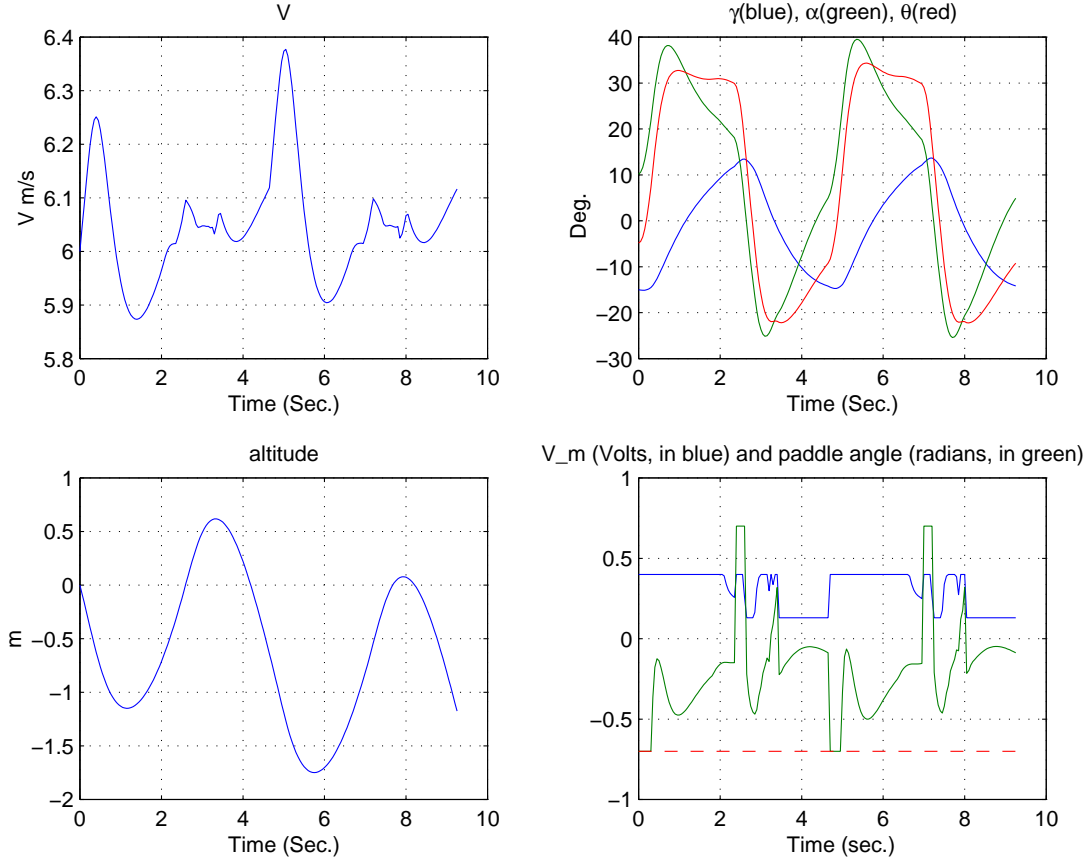 V
6.4
6.3
6.2
6.1
6
5.9
5.8
V m/s
0 2 4 6 8 10
Time (Sec.)
γ(blue), α(green), θ(red)
40
30
20
10
0
−10
−20
−30
Deg.
0 2 4 6 8 10
Time (Sec.)
altitude
1
0.5
0
−0.5
−1
−1.5
−2
m
0 2 4 6 8 10
Time (Sec.)
V_m (Volts, in blue) and paddle angle (radians, in green)
1
0.5
0
−0.5
−1
0 2 4 6 8 10
Time (sec.)